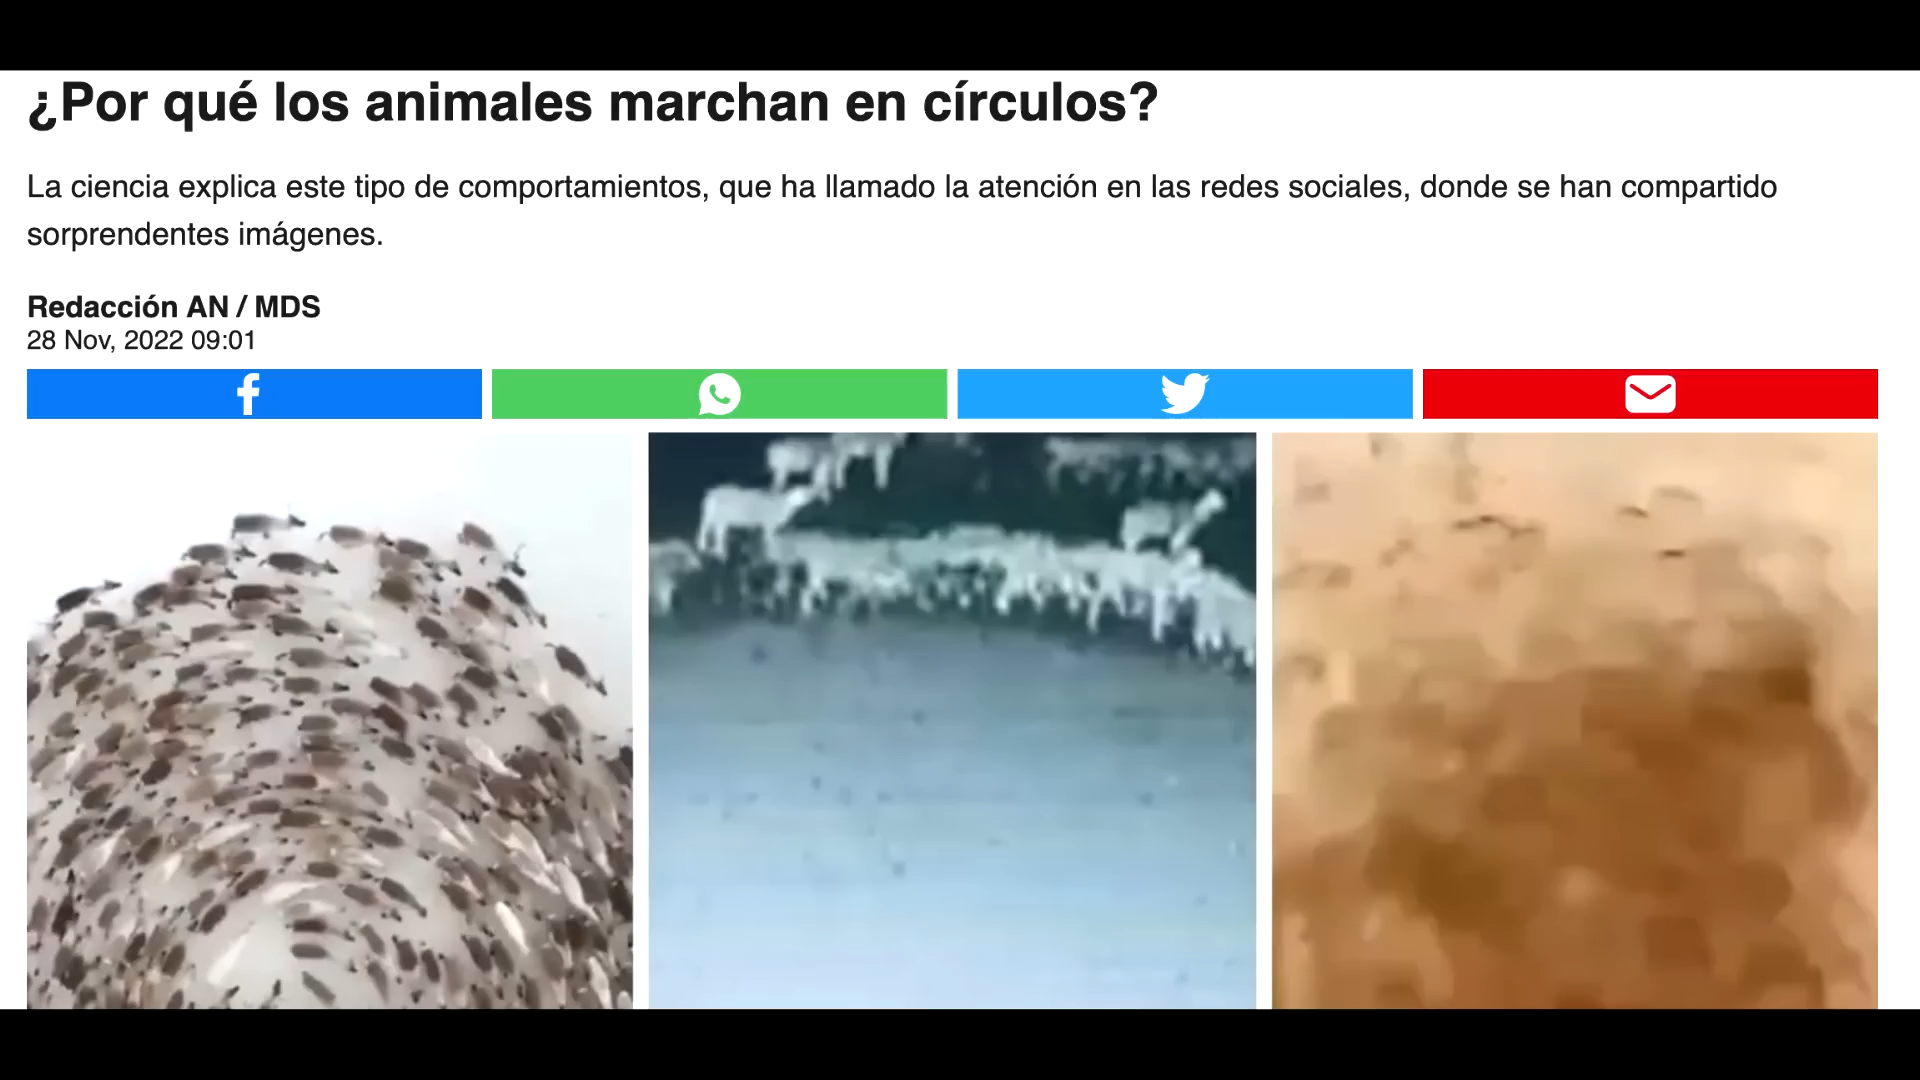 ¿Por qué los animales marchan en círculos?
La ciencia explica este tipo de comportamientos, que ha llamado la atención en las redes sociales, donde se han compartido
sorprendentes imágenes.
Redacción AN / MDS
28 Nov, 2022 09:01